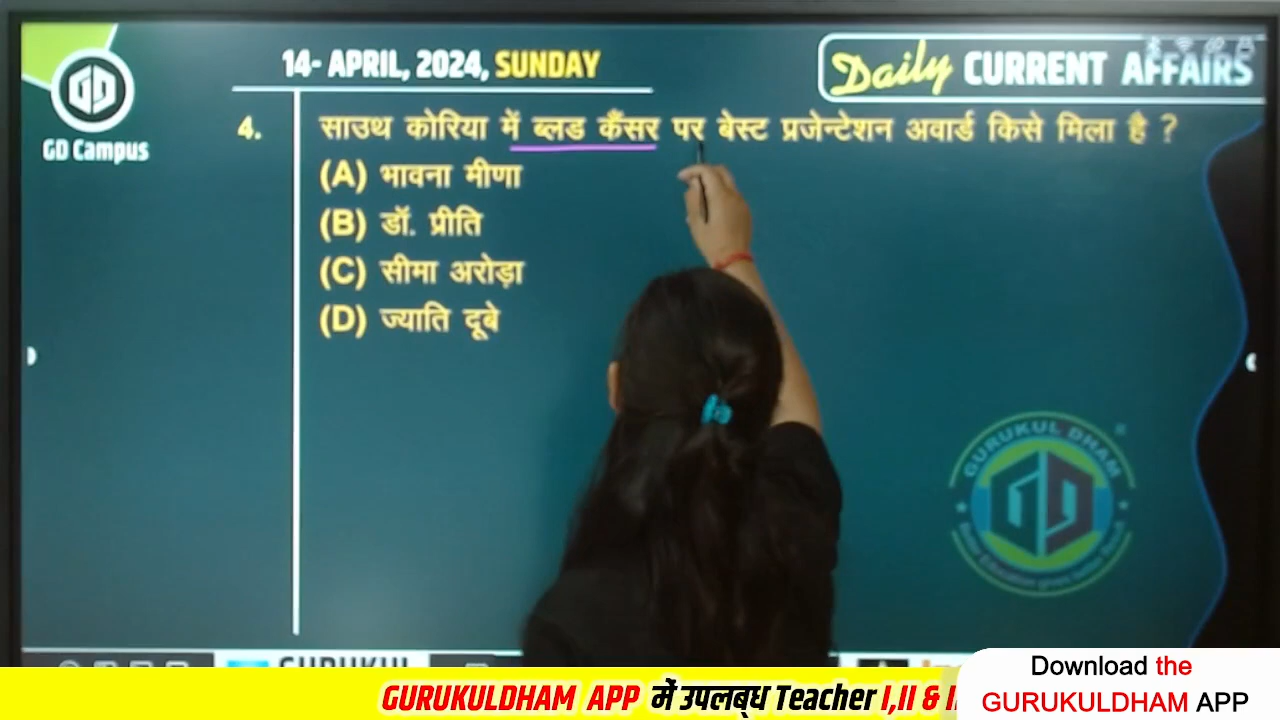 14- APRIL, 2024, SUNDAY
Daily CURRENT AFFAIRS
GD Campus
4. साउथ कोरिया में ब्लड कैंसर पर बेस्ट प्रजेन्टेशन अवार्ड किसे मिला है ?
(A) भावना मीणा
(B) डॉ. प्रीति
(C) सीमा अरोड़ा
(D) ज्याति दूबे
GURUKUL DHAM
GURUKUL
GURUKULDHAM APP में उपलब्ध Teacher I,II &
Download the
GURUKULDHAM APP